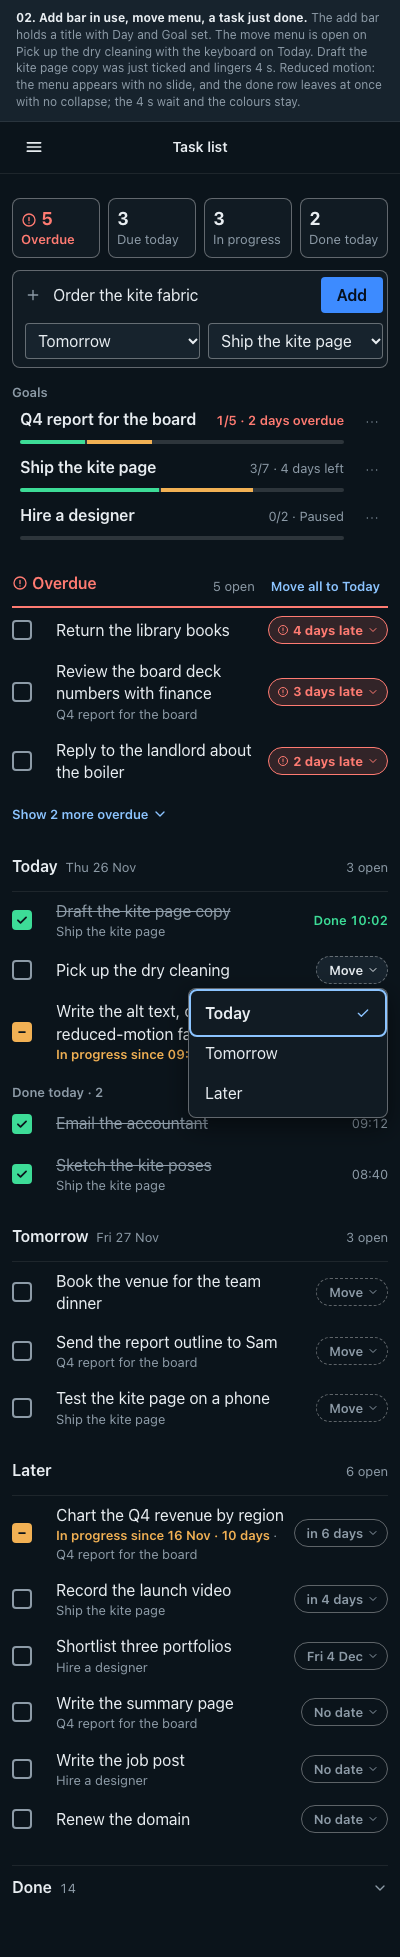 02. Add bar in use, move menu, a task just done. The add bar
holds a title with Day and Goal set. The move menu is open on
Pick up the dry cleaning with the keyboard on Today. Draft the
kite page copy was just ticked and lingers 4 s. Reduced motion:
the menu appears with no slide, and the done row leaves at once
with no collapse; the 4 s wait and the colours stay.
Task list
5
Overdue
3
Due today
3
In progress
2
Done today
Order the kite fabric
Add
Tomorrow
Ship the kite page
Goals
Q4 report for the board 1/5 · 2 days overdue ...
Ship the kite page 3/7 · 4 days left ...
Hire a designer 0/2 · Paused ...
Overdue 5 open Move all to Today
Return the library books 4 days late
Review the board deck
numbers with finance
Q4 report for the board
3 days late
Reply to the landlord about
the boiler
2 days late
Show 2 more overdue
Today Thu 26 Nov 3 open
Draft the kite page copy
Ship the kite page
Done 10:02
Pick up the dry cleaning Move
Write the alt text,
reduced-motion
In progress since 09:
Today
Tomorrow
Later
Done today · 2
Email the accountant 09:12
Sketch the kite poses
Ship the kite page
08:40
Tomorrow Fri 27 Nov 3 open
Book the venue for the team
dinner
Move
Send the report outline to Sam
Q4 report for the board
Move
Test the kite page on a phone
Ship the kite page
Move
Later 6 open
Chart the Q4 revenue by region
In progress since 16 Nov · 10 days ·
Q4 report for the board
in 6 days
Record the launch video
Ship the kite page
in 4 days
Shortlist three portfolios
Hire a designer
Fri 4 Dec
Write the summary page
Q4 report for the board
No date
Write the job post
Hire a designer
No date
Renew the domain No date
Done 14